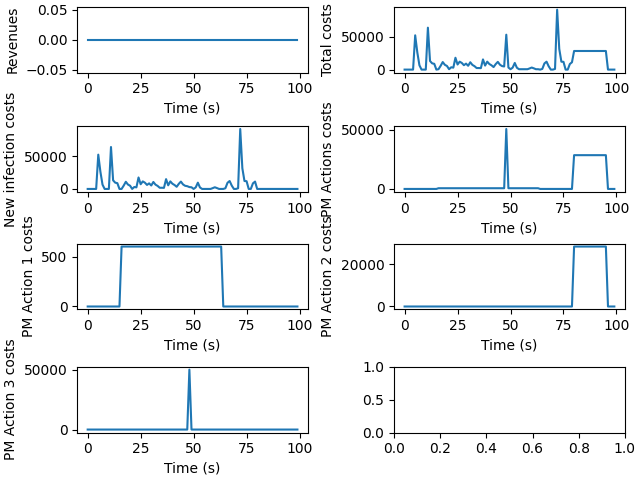 Revenues
0.05
0.00
−0.05
0 25 50 75 100
Time (s)
Total costs
50000
0
0 25 50 75 100
Time (s)
New infection costs
50000
0
0 25 50 75 100
Time (s)
PM Actions costs
50000
0
0 25 50 75 100
Time (s)
PM Action 1 costs
500
0
0 25 50 75 100
Time (s)
PM Action 2 costs
20000
0
0 25 50 75 100
Time (s)
PM Action 3 costs
50000
0
0 25 50 75 100
Time (s)
1.0
0.5
0.0
0.0 0.2 0.4 0.6 0.8 1.0